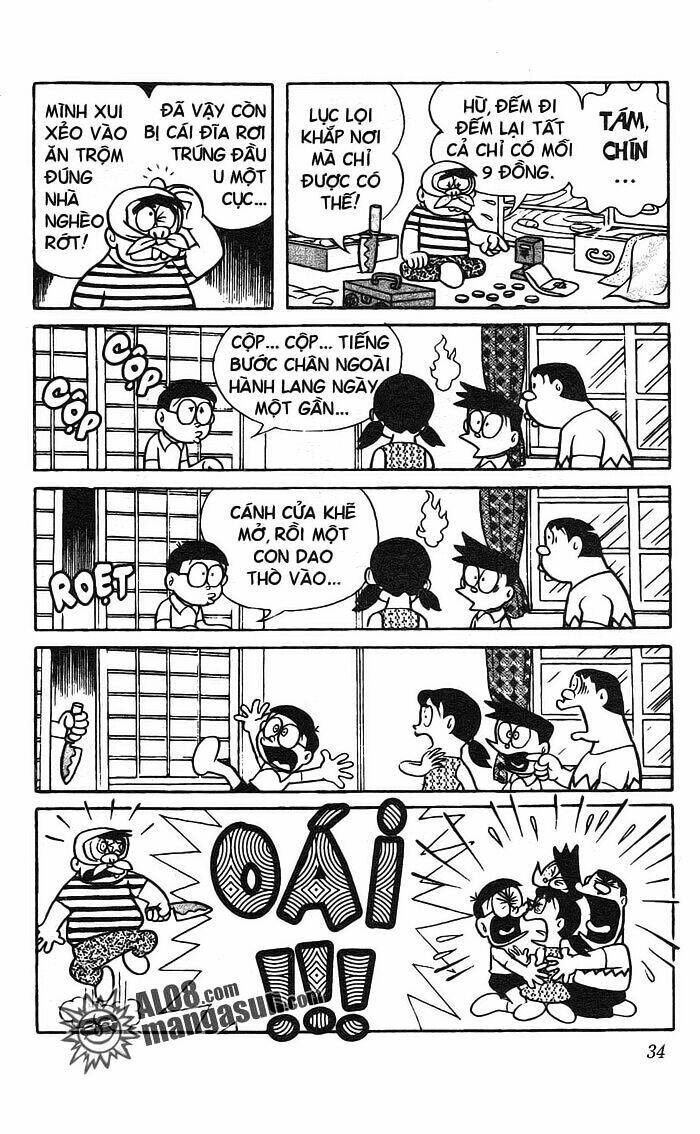 TÁM,
CHÍN
...
HỪ, ĐẾM ĐI
ĐẾM LẠI TẤT
CẢ CHỈ CÓ MỖI
9 ĐỒNG.
LỤC LỌI
KHẮP NƠI
MÀ CHỈ
ĐƯỢC CÓ
THẾ!
ĐÃ VẬY CÒN
BỊ CÁI ĐĨA RƠI
TRÚNG ĐẦU
U MỘT
CỤC...
MÌNH XUI
XẺO VÀO
ĂN TRỘM
ĐÚNG
NHÀ
NGHÈO
RỚT!
CỘP
CỘP
CỘP... CỘP... TIẾNG
BƯỚC CHÂN NGOÀI
HÀNH LANG NGÀY
MỘT GẦN...
ROẸT
CÁNH CỬA KHẼ
MỞ, RỒI MỘT
CON DAO
THÒ VÀO...
OÁI
!!!
AL08.com
mangasun.com
34